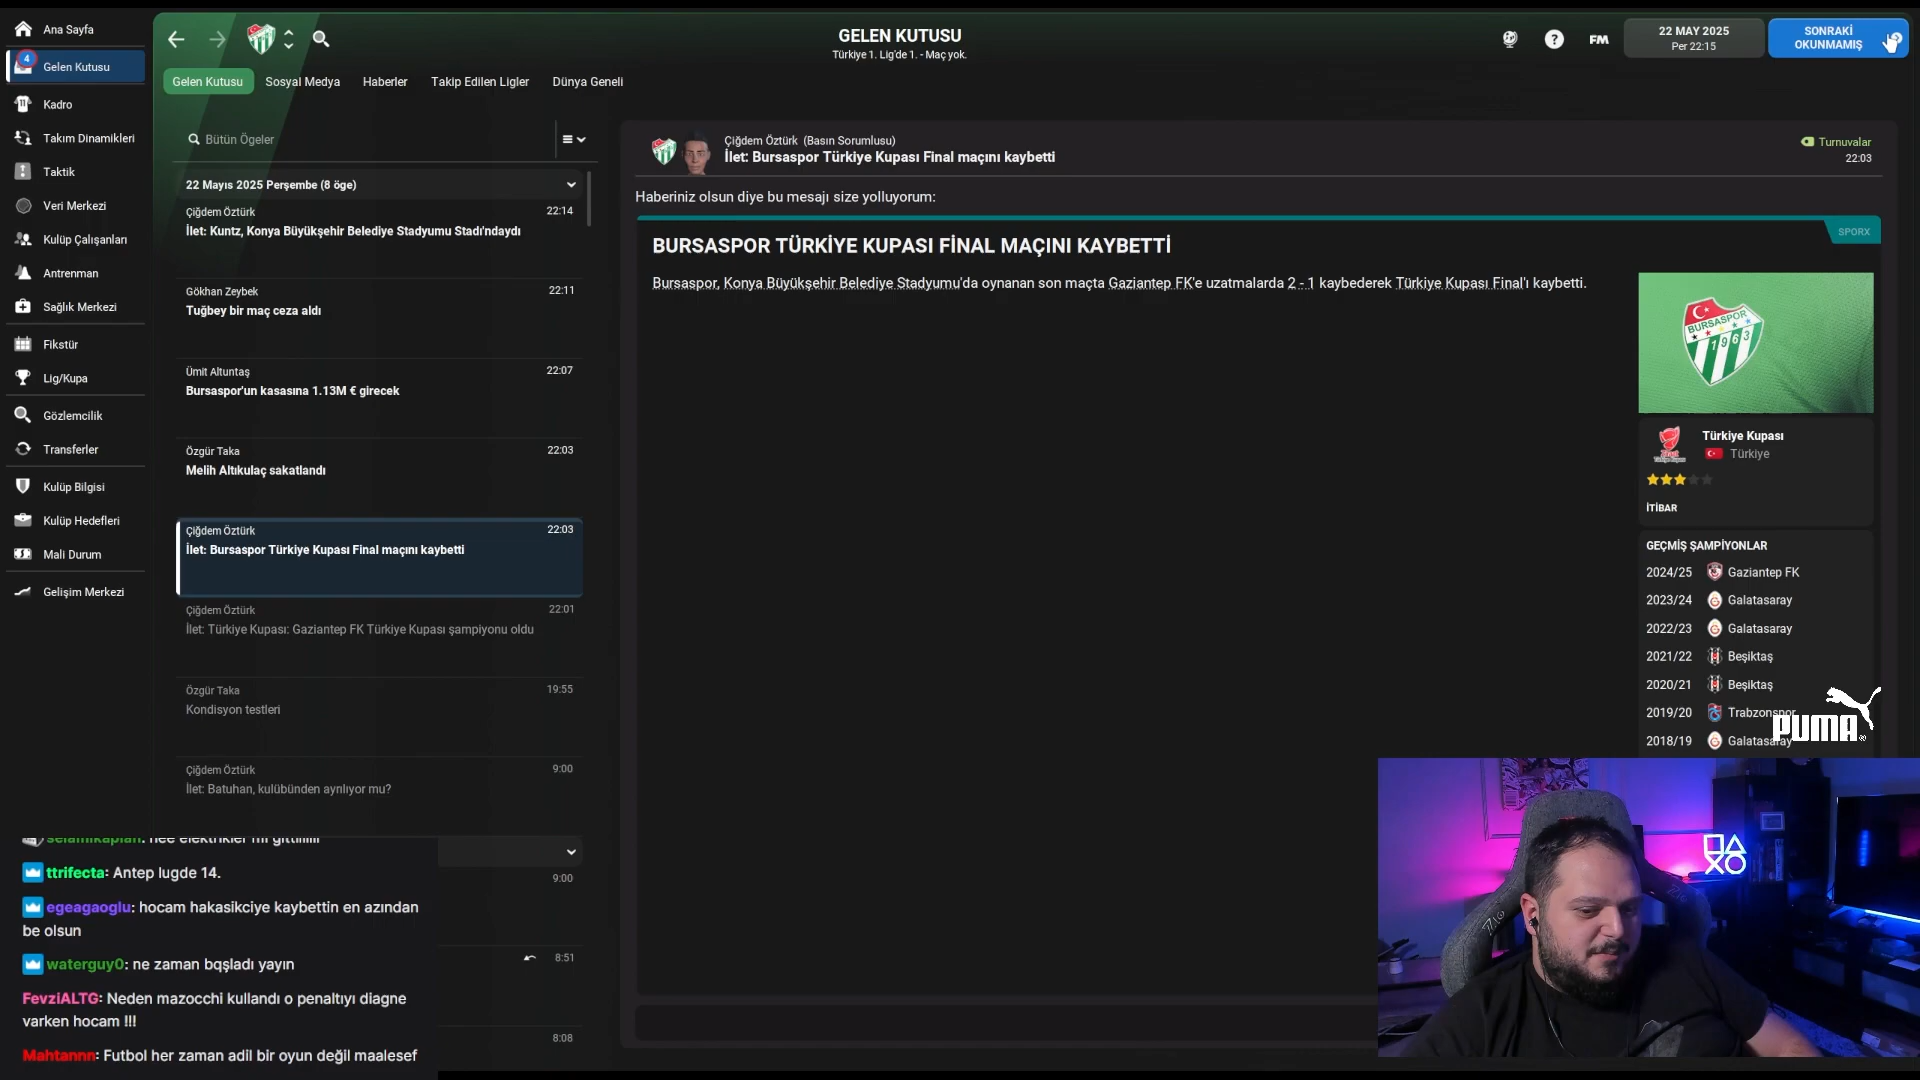 Ana Sayfa
4
Gelen Kutusu
Kadro
Takım Dinamikleri
Taktik
Veri Merkezi
Kulüp Çalışanları
Antrenman
Sağlık Merkezi
Fikstür
Lig/Kupa
Gözlemcilik
Transferler
Kulüp Bilgisi
Kulüp Hedefleri
Mali Durum
Gelişim Merkezi
GELEN KUTUSU
Türkiye 1. Lig'de 1. - Maç yok.
FM
22 MAY 2025
Per 22:15
SONRAKİ
OKUNMAMIŞ
Gelen Kutusu
Sosyal Medya
Haberler
Takip Edilen Ligler
Dünya Geneli
Bütün Ögeler
22 Mayıs 2025 Perşembe (8 öge)
Çiğdem Öztürk 22:14
İlet: Kuntz, Konya Büyükşehir Belediye Stadyumu Stadı'ndaydı
Gökhan Zeybek 22:11
Tuğbey bir maç ceza aldı
Ümit Altuntaş 22:07
Bursaspor'un kasasına 1.13M € girecek
Özgür Taka 22:03
Melih Altıkulaç sakatlandı
Çiğdem Öztürk 22:03
İlet: Bursaspor Türkiye Kupası Final maçını kaybetti
Çiğdem Öztürk 22:01
İlet: Türkiye Kupası: Gaziantep FK Türkiye Kupası şampiyonu oldu
Özgür Taka 19:55
Kondisyon testleri
Çiğdem Öztürk 9:00
İlet: Batuhan, kulübünden ayrılıyor mu?
9:00
8:51
8:08
Çiğdem Öztürk (Basın Sorumlusu)
İlet: Bursaspor Türkiye Kupası Final maçını kaybetti
Turnuvalar
22:03
Haberiniz olsun diye bu mesajı size yolluyorum:
SPORX
BURSASPOR TÜRKİYE KUPASI FİNAL MAÇINI KAYBETTİ
Bursaspor, Konya Büyükşehir Belediye Stadyumu'da oynanan son maçta Gaziantep FK'e uzatmalarda 2 - 1 kaybederek Türkiye Kupası Final'ı kaybetti.
BURSASPOR
1963
Türkiye Kupası
Türkiye
İTİBAR
GEÇMİŞ ŞAMPİYONLAR
2024/25 Gaziantep FK
2023/24 Galatasaray
2022/23 Galatasaray
2021/22 Beşiktaş
2020/21 Beşiktaş
2019/20 Trabzonspor
2018/19 Galatasaray
PUMA
selamikaplan: nee elektrikler mi gittiiiiii
ttrifecta: Antep lugde 14.
egeagaoglu: hocam hakasikciye kaybettin en azından
be olsun
waterguy0: ne zaman bqşladı yayın
FevziALTG: Neden mazocchi kullandı o penaltıyı diagne
varken hocam !!!
Mahtannn: Futbol her zaman adil bir oyun değil maalesef